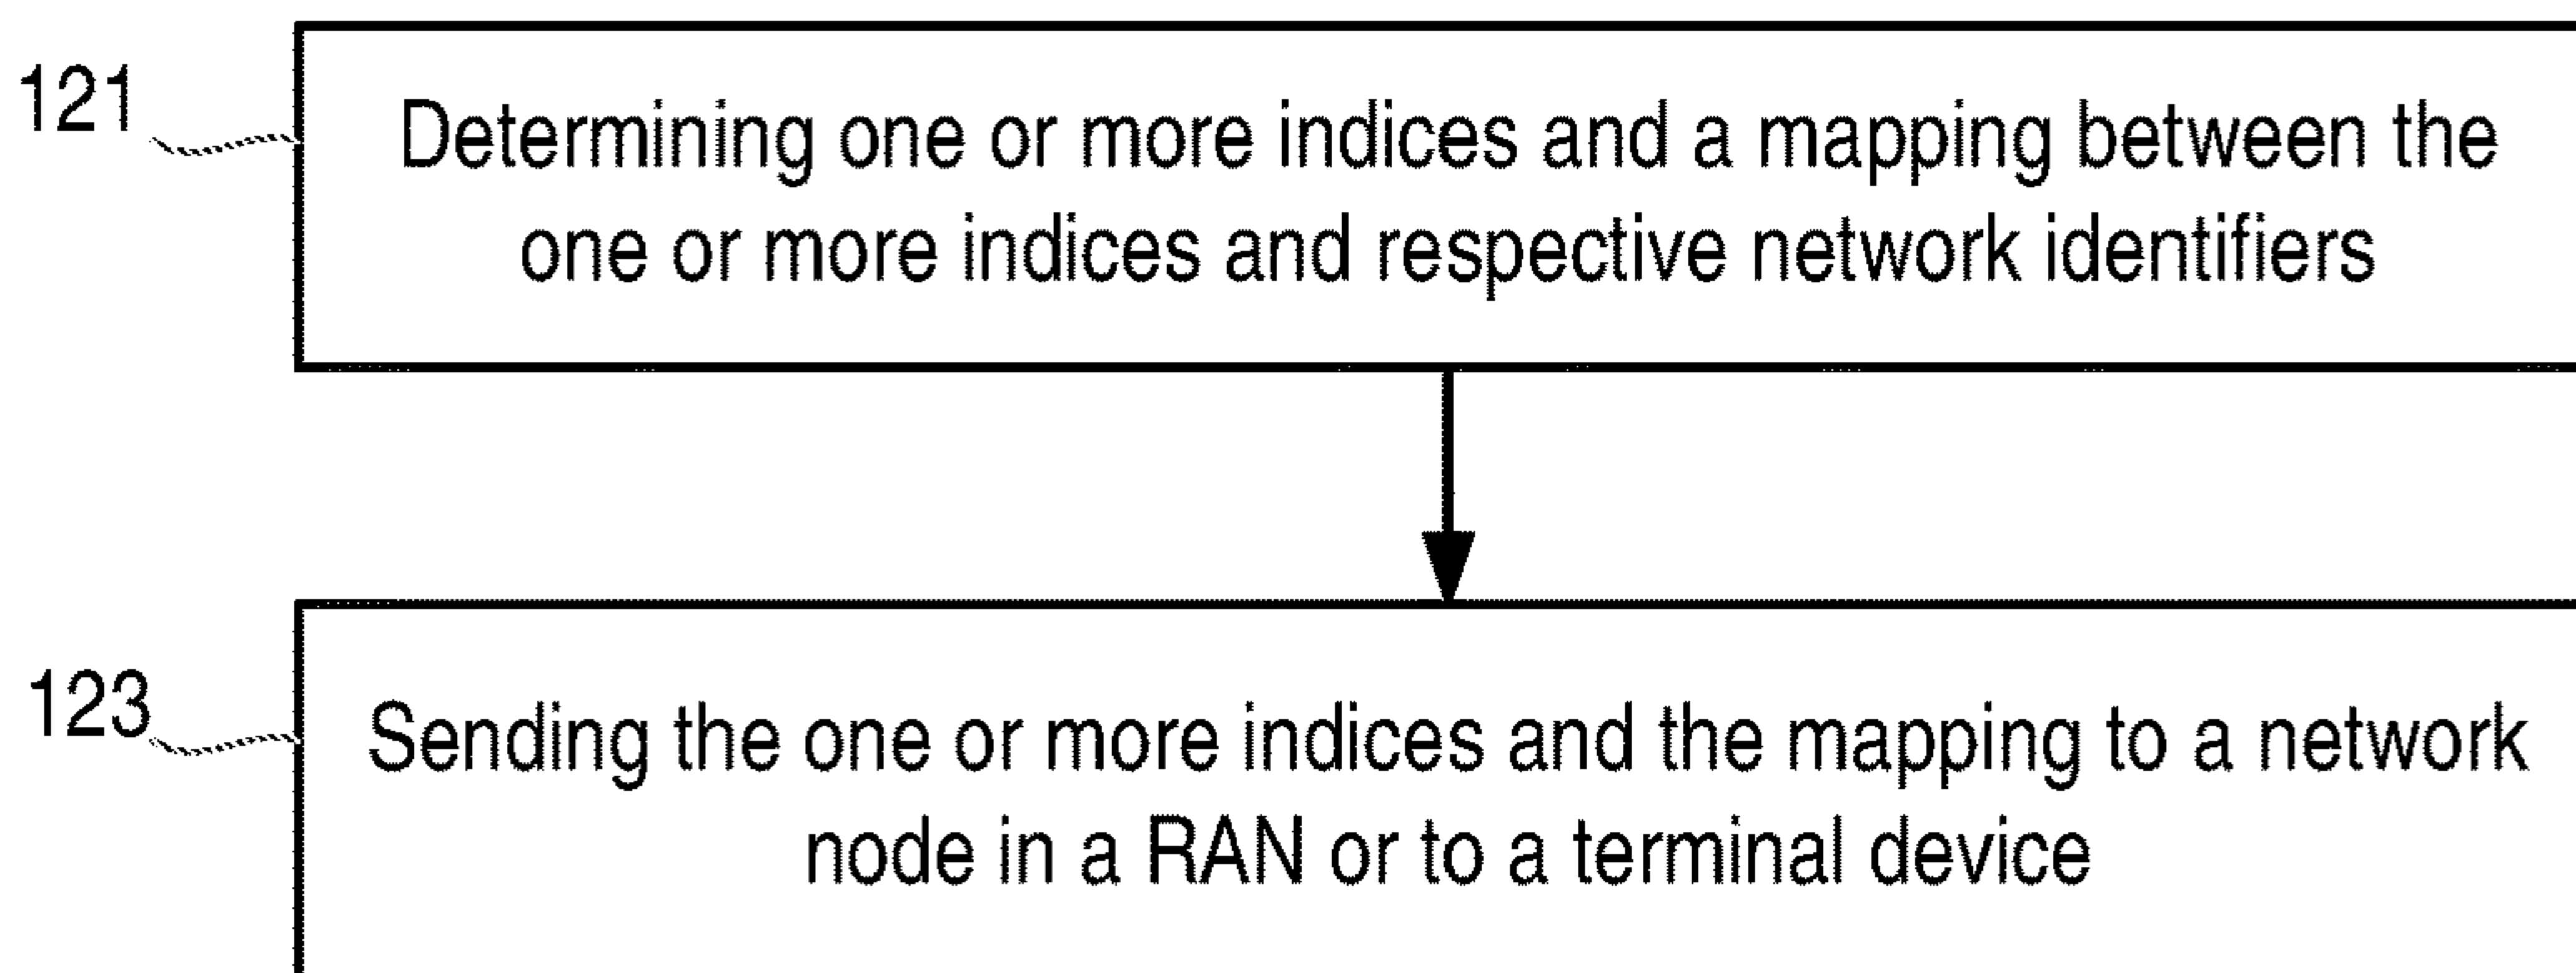 121
Determining one or more indices and a mapping between the
one or more indices and respective network identifiers
123
Sending the one or more indices and the mapping to a network
node in a RAN or to a terminal device